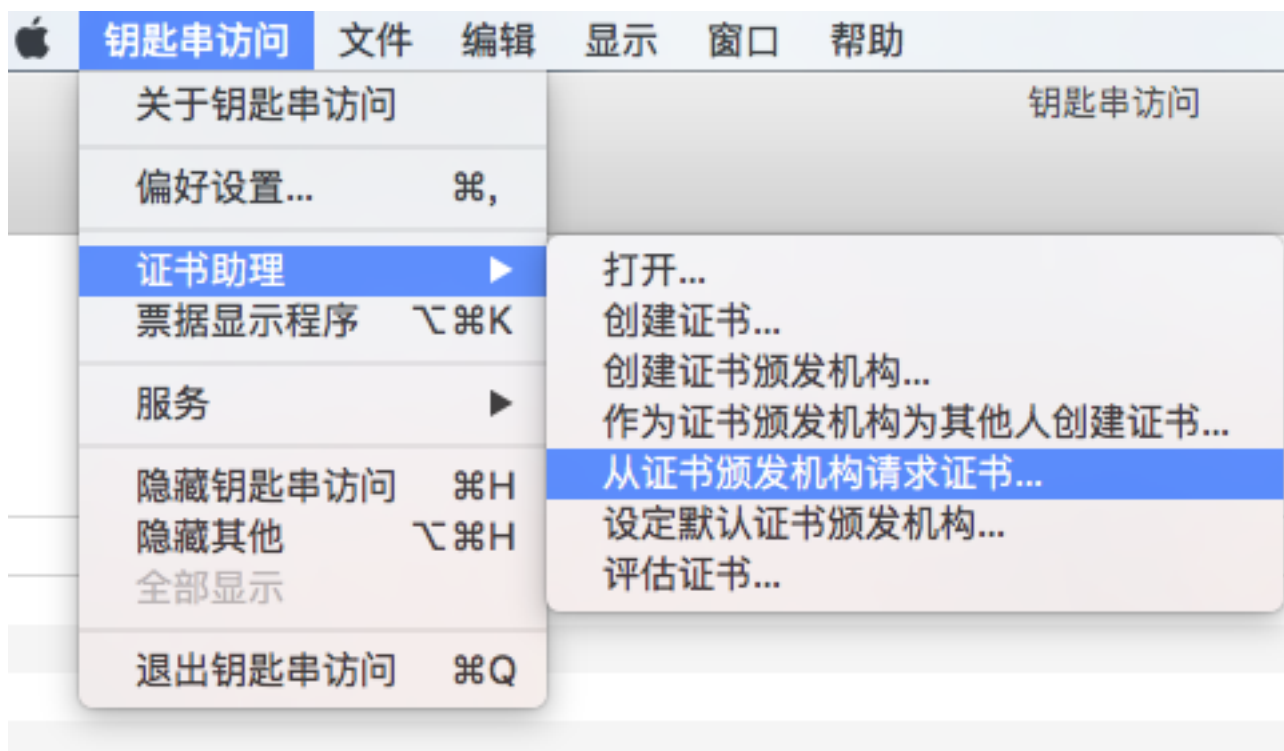 钥匙串访问 文件 编辑 显示 窗口 帮助
钥匙串访问
关于钥匙串访问
偏好设置... ⌘,
证书助理 ▶
票据显示程序 ⌥⌘K
服务 ▶
隐藏钥匙串访问 ⌘H
隐藏其他 ⌥⌘H
全部显示
退出钥匙串访问 ⌘Q
打开...
创建证书...
创建证书颁发机构...
作为证书颁发机构为其他人创建证书...
从证书颁发机构请求证书...
设定默认证书颁发机构...
评估证书...